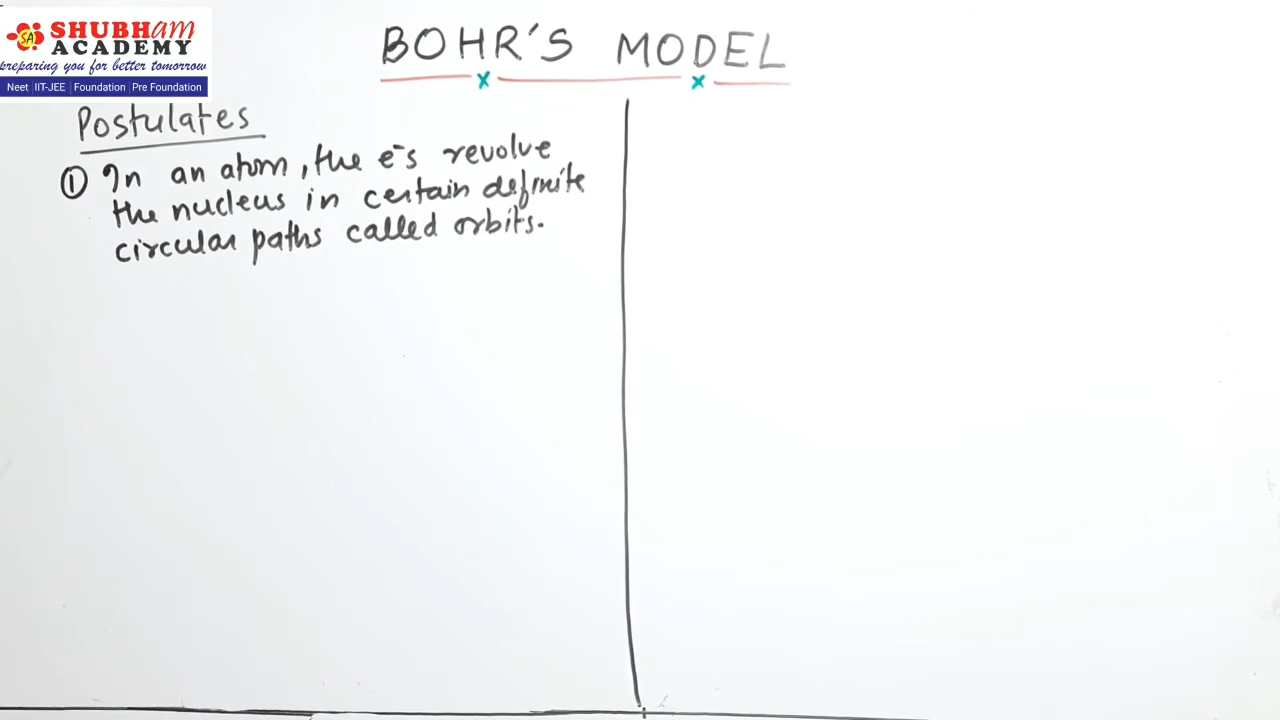 SHUBHAM
ACADEMY
preparing you for better tomorrow
Neet | IIT-JEE | Foundation | Pre Foundation
SA
BOHR'S MODEL
Postulates
① In an atom, the e⁻s revolve
the nucleus in certain definite
circular paths called orbits.